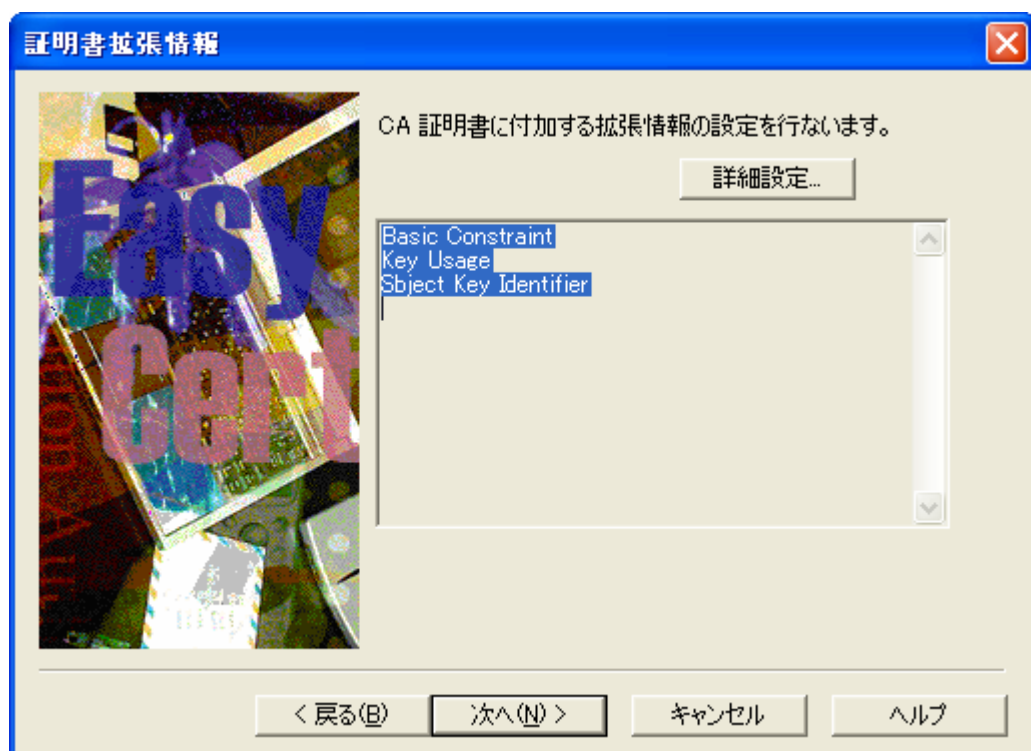 証明書拡張情報
Easy
Cert
CA 証明書に付加する拡張情報の設定を行ないます。
詳細設定...
Basic Constraint
Key Usage
Sbject Key Identifier
< 戻る(B)
次へ(N) >
キャンセル
ヘルプ